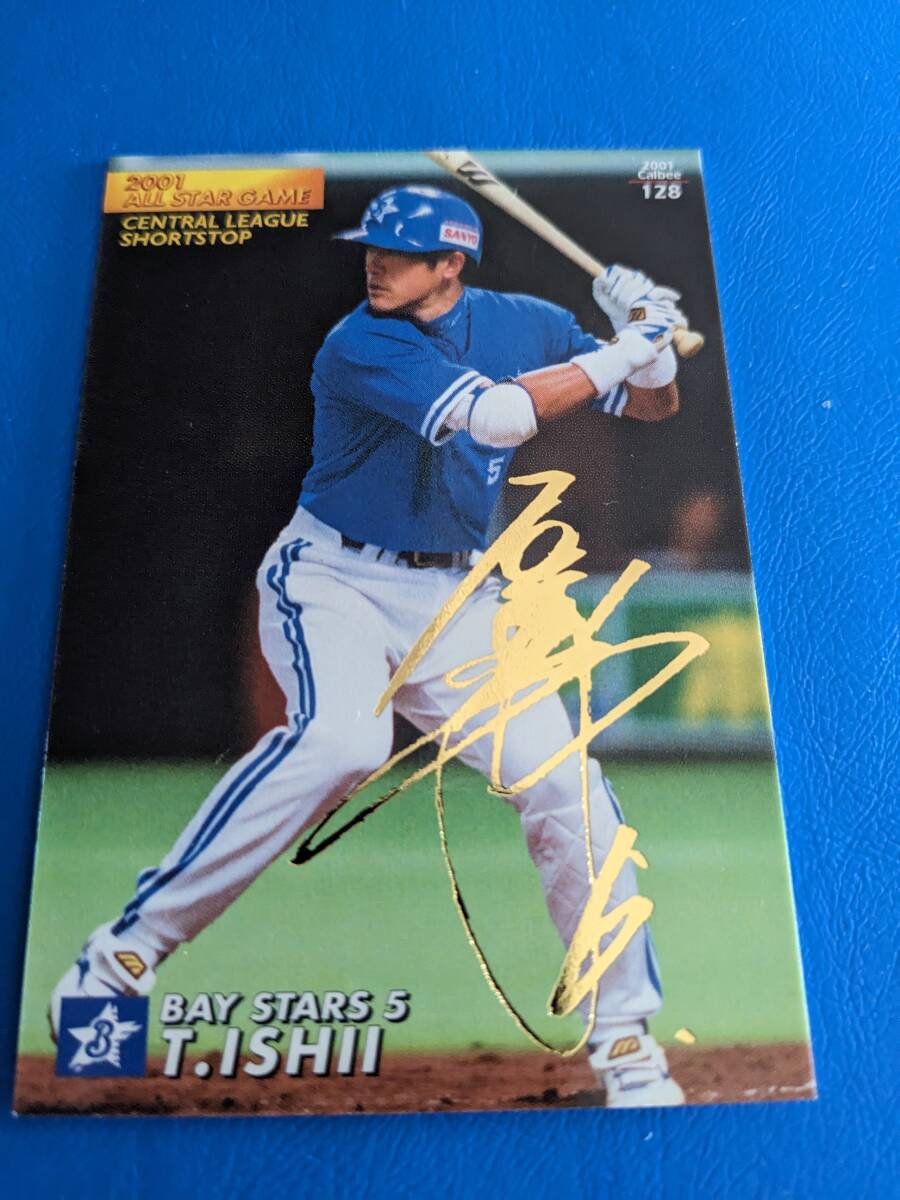 2001
ALL STAR GAME
CENTRAL LEAGUE
SHORTSTOP
2001
Calbee
128
SANYO
5
B
BAY STARS 5
T.ISHII